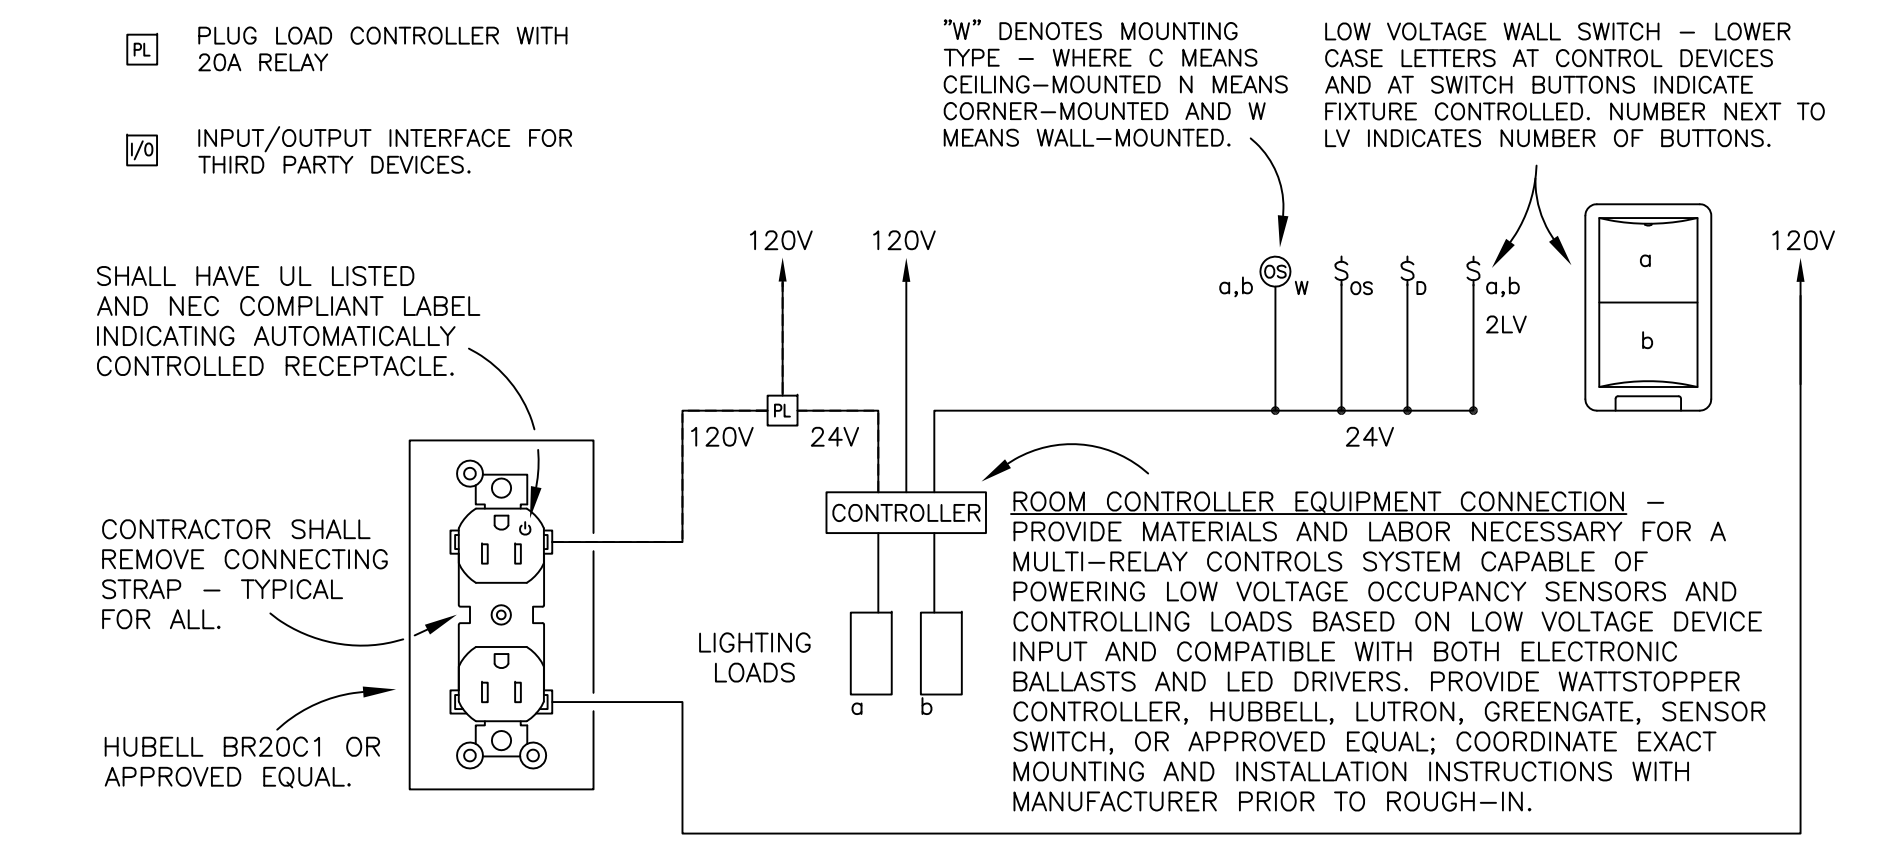 PL
PLUG LOAD CONTROLLER WITH
20A RELAY
I/O
INPUT/OUTPUT INTERFACE FOR
THIRD PARTY DEVICES.
"W" DENOTES MOUNTING
TYPE – WHERE C MEANS
CEILING–MOUNTED N MEANS
CORNER–MOUNTED AND W
MEANS WALL–MOUNTED.
LOW VOLTAGE WALL SWITCH – LOWER
CASE LETTERS AT CONTROL DEVICES
AND AT SWITCH BUTTONS INDICATE
FIXTURE CONTROLLED. NUMBER NEXT TO
LV INDICATES NUMBER OF BUTTONS.
SHALL HAVE UL LISTED
AND NEC COMPLIANT LABEL
INDICATING AUTOMATICALLY
CONTROLLED RECEPTACLE.
120V
120V
120V
a,b
OS
W
S
OS
S
D
S
a,b
2LV
a
b
PL
120V
24V
24V
CONTROLLER
CONTRACTOR SHALL
REMOVE CONNECTING
STRAP – TYPICAL
FOR ALL.
HUBELL BR20C1 OR
APPROVED EQUAL.
LIGHTING
LOADS
a
b
ROOM CONTROLLER EQUIPMENT CONNECTION –
PROVIDE MATERIALS AND LABOR NECESSARY FOR A
MULTI–RELAY CONTROLS SYSTEM CAPABLE OF
POWERING LOW VOLTAGE OCCUPANCY SENSORS AND
CONTROLLING LOADS BASED ON LOW VOLTAGE DEVICE
INPUT AND COMPATIBLE WITH BOTH ELECTRONIC
BALLASTS AND LED DRIVERS. PROVIDE WATTSTOPPER
CONTROLLER, HUBBELL, LUTRON, GREENGATE, SENSOR
SWITCH, OR APPROVED EQUAL; COORDINATE EXACT
MOUNTING AND INSTALLATION INSTRUCTIONS WITH
MANUFACTURER PRIOR TO ROUGH–IN.